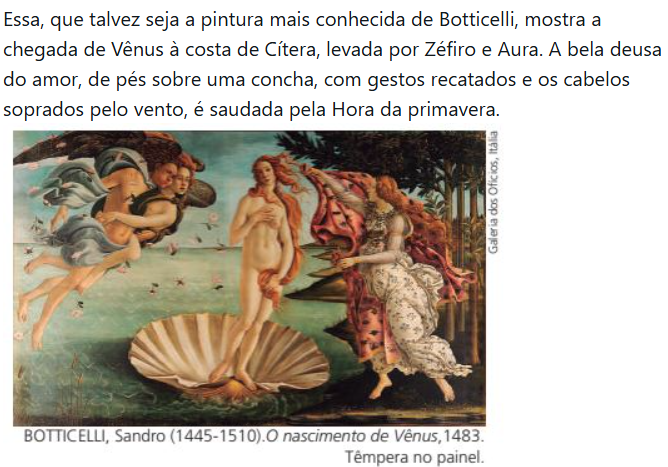 Essa, que talvez seja a pintura mais conhecida de Botticelli, mostra a
chegada de Vênus à costa de Cítera, levada por Zéfiro e Aura. A bela deusa
do amor, de pés sobre uma concha, com gestos recatados e os cabelos
soprados pelo vento, é saudada pela Hora da primavera.
Galeria dos Ofícios, Itália
BOTTICELLI, Sandro (1445-1510).O nascimento de Vênus,1483.
Têmpera no painel.